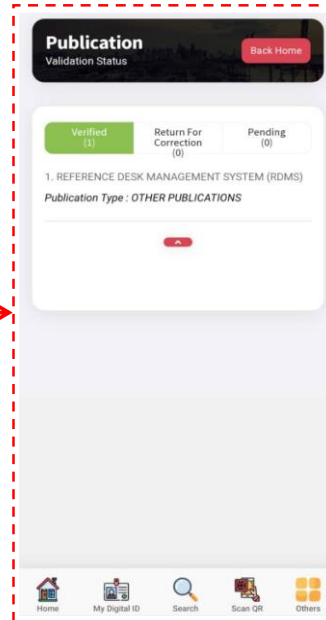 Publication
Validation Status
Back Home
Verified
(1)
Return For
Correction
(0)
Pending
(0)
1. REFERENCE DESK MANAGEMENT SYSTEM (RDMS)
Publication Type : OTHER PUBLICATIONS
Home
My Digital ID
Search
Scan QR
Others